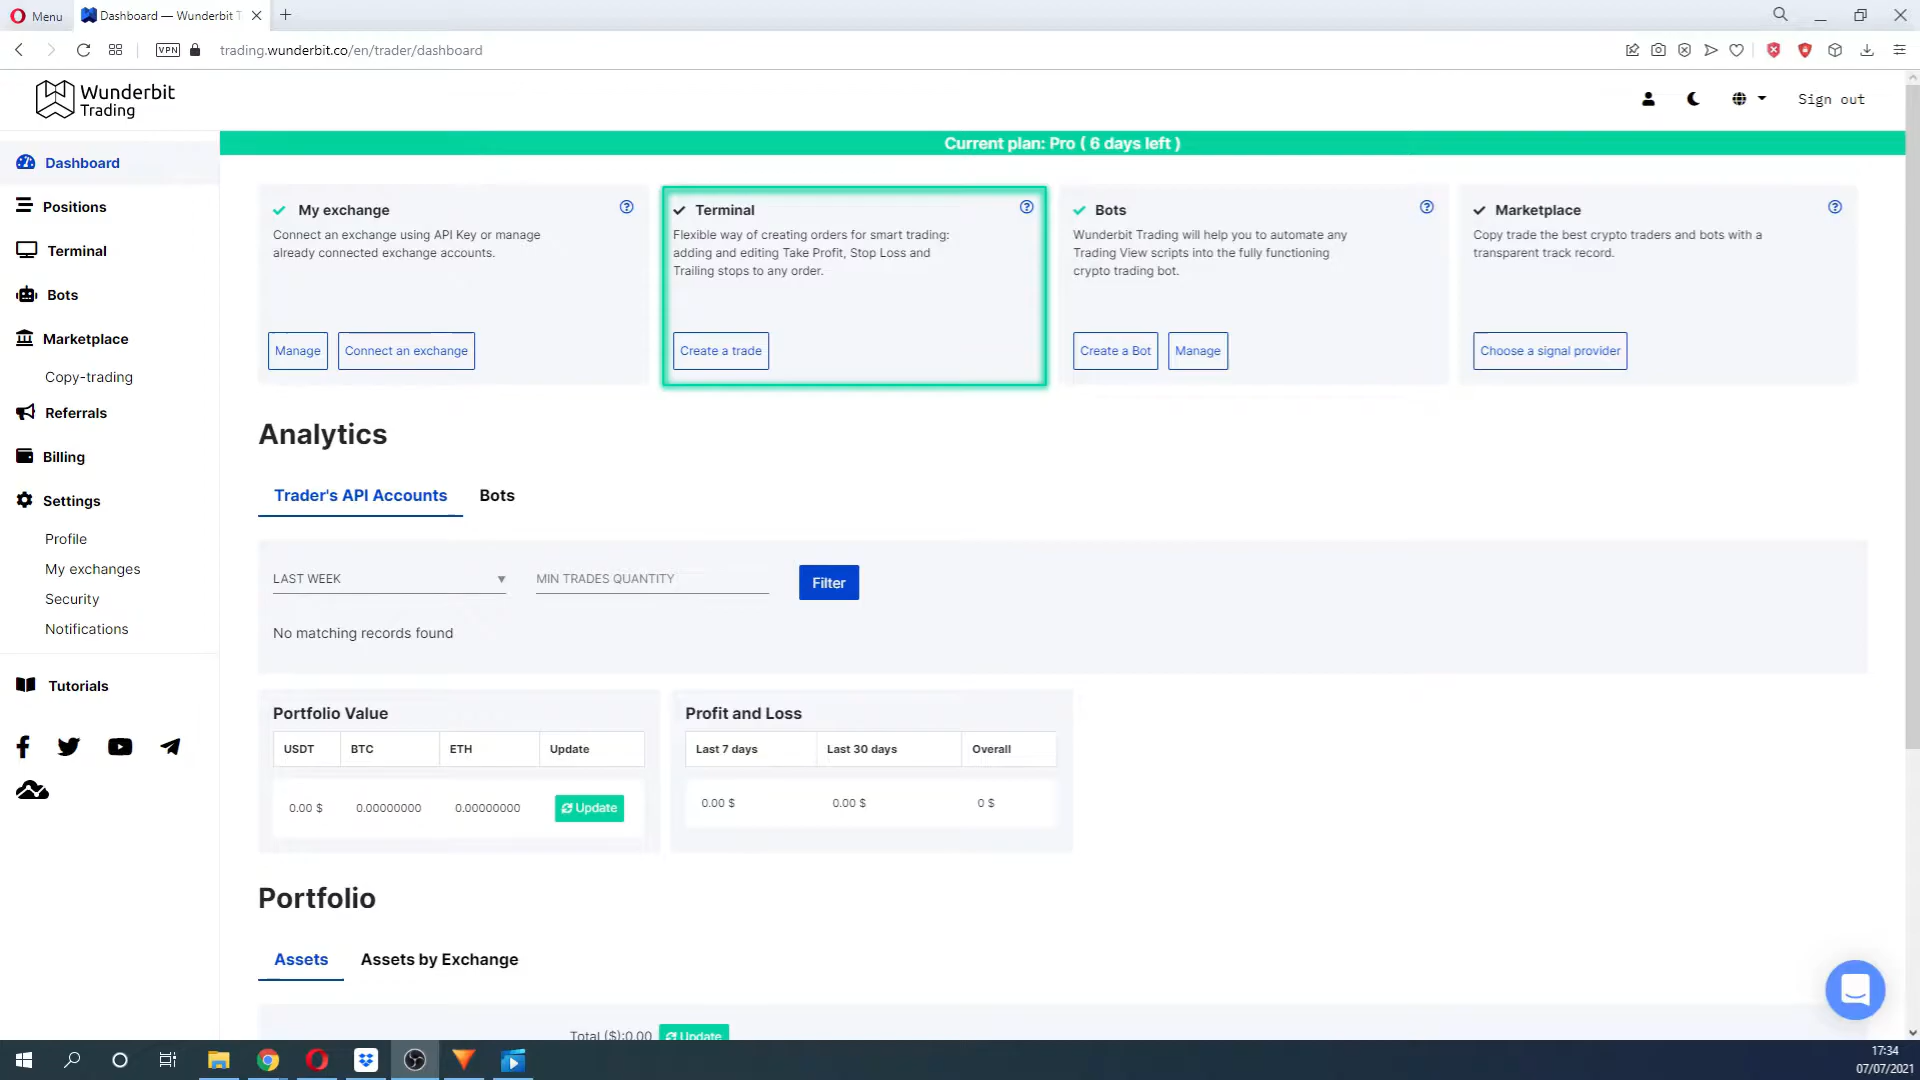 Menu
Dashboard — Wunderbit T
VPN
trading.wunderbit.co/en/trader/dashboard
Wunderbit
Trading
Sign out
Current plan: Pro ( 6 days left )
Dashboard
Positions
Terminal
Bots
Marketplace
Copy-trading
Referrals
Billing
Settings
Profile
My exchanges
Security
Notifications
Tutorials
My exchange
Connect an exchange using API Key or manage
already connected exchange accounts.
Manage
Connect an exchange
Terminal
Flexible way of creating orders for smart trading:
adding and editing Take Profit, Stop Loss and
Trailing stops to any order.
Create a trade
Bots
Wunderbit Trading will help you to automate any
Trading View scripts into the fully functioning
crypto trading bot.
Create a Bot
Manage
Marketplace
Copy trade the best crypto traders and bots with a
transparent track record.
Choose a signal provider
Analytics
Trader's API Accounts
Bots
LAST WEEK
MIN TRADES QUANTITY
Filter
No matching records found
Portfolio Value
USDT BTC ETH Update
0.00 $ 0.00000000 0.00000000 Update
Profit and Loss
Last 7 days Last 30 days Overall
0.00 $ 0.00 $ 0 $
Portfolio
Assets
Assets by Exchange
Total ($):0.00 Update
17:34
07/07/2021